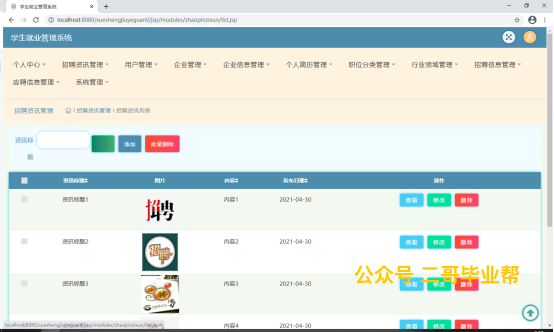 学生就业管理系统
localhost:8080/xueshengjiuyeguanli/jsp/modules/zhaopinzixun/list.jsp
学生就业管理系统
个人中心 招聘资讯管理 用户管理 企业管理 企业信息管理 个人简历管理 职位分类管理 行业领域管理 招聘信息管理
应聘信息管理 系统管理
招聘资讯管理 招聘资讯管理 招聘资讯列表
资讯标题
添加 批量删除
资讯标题 图片 内容 发布日期 操作
资讯标题1 招聘 内容1 2021-04-30 查看 修改 删除
资讯标题2 招聘 内容2 2021-04-30 查看 修改 删除
资讯标题3 内容3 2021-04-30 查看 修改 删除
公众号 二哥毕业帮
内容4 2021-04-30
localhost:8080/xueshengjiuyeguanli/jsp/modules/zhaopinzixun/list.jsp#